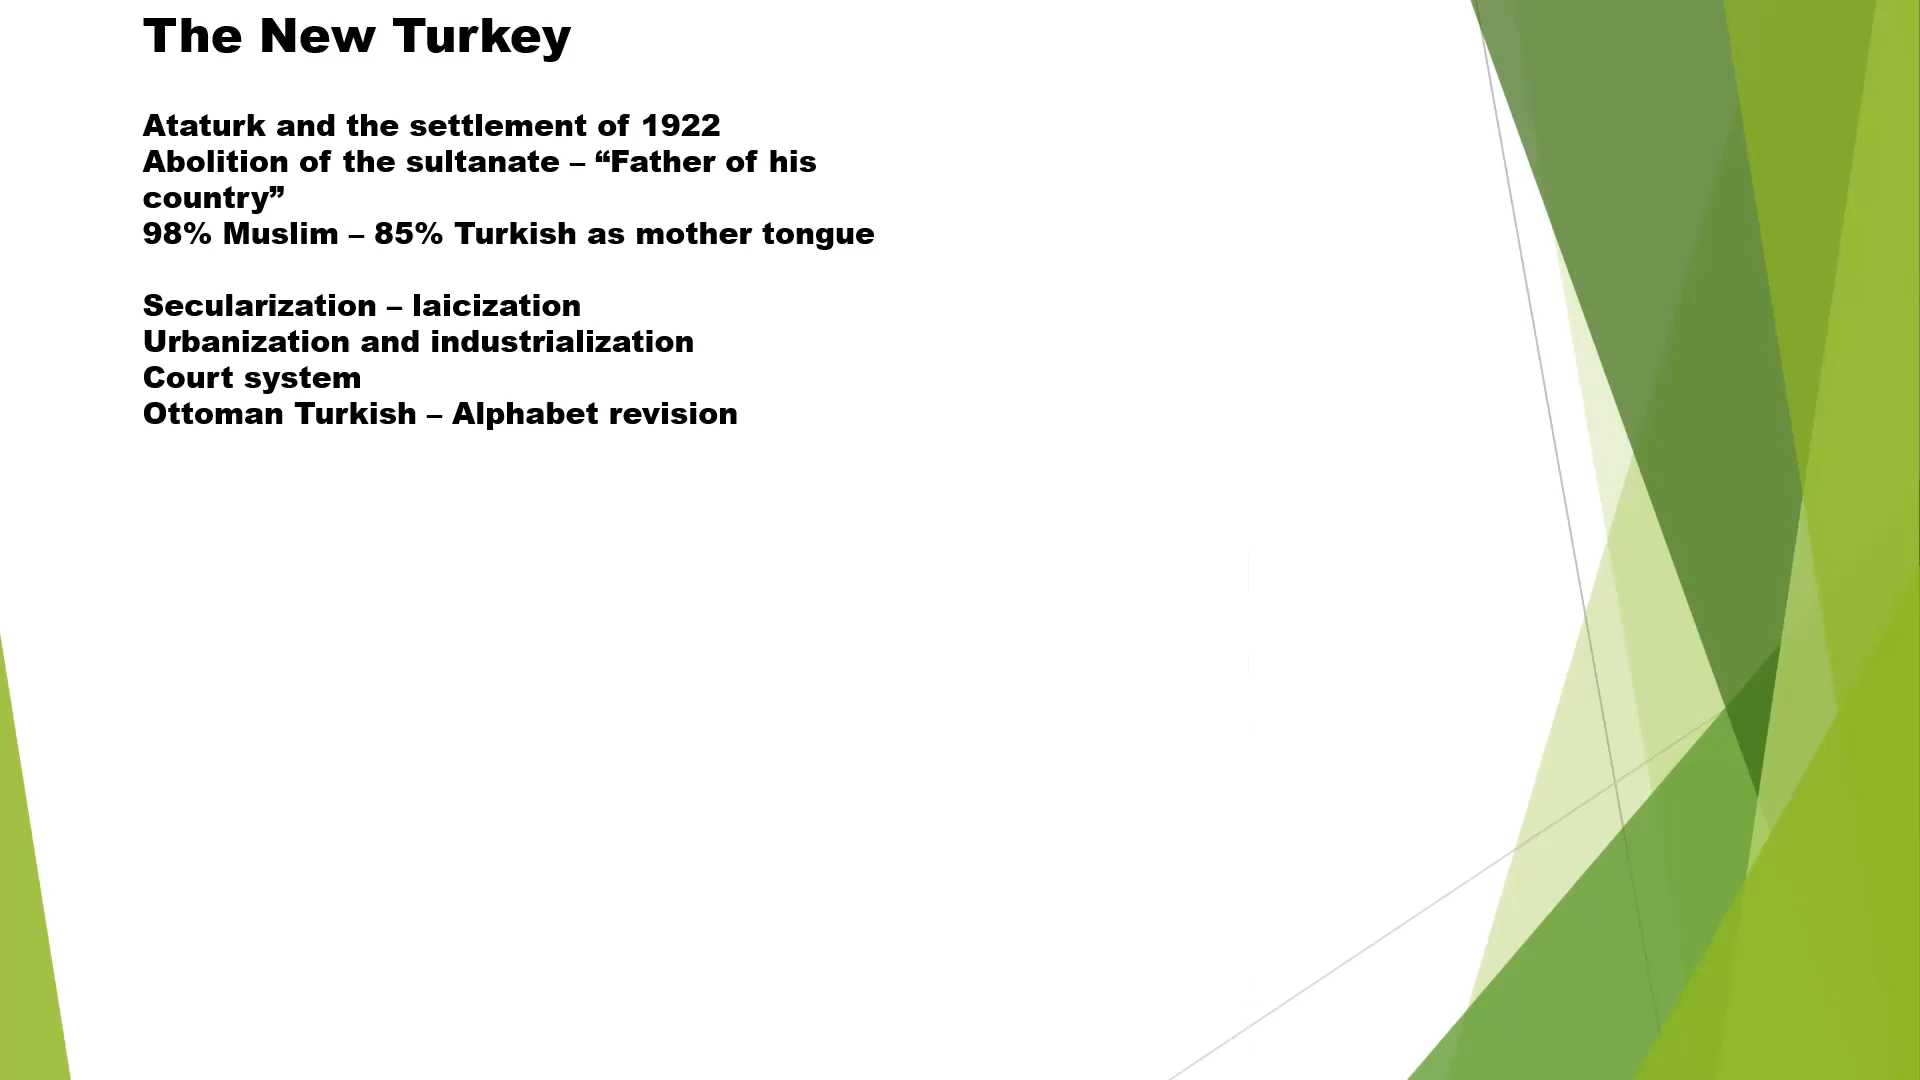 The New Turkey
Ataturk and the settlement of 1922
Abolition of the sultanate – “Father of his
country”
98% Muslim – 85% Turkish as mother tongue
Secularization – laicization
Urbanization and industrialization
Court system
Ottoman Turkish – Alphabet revision